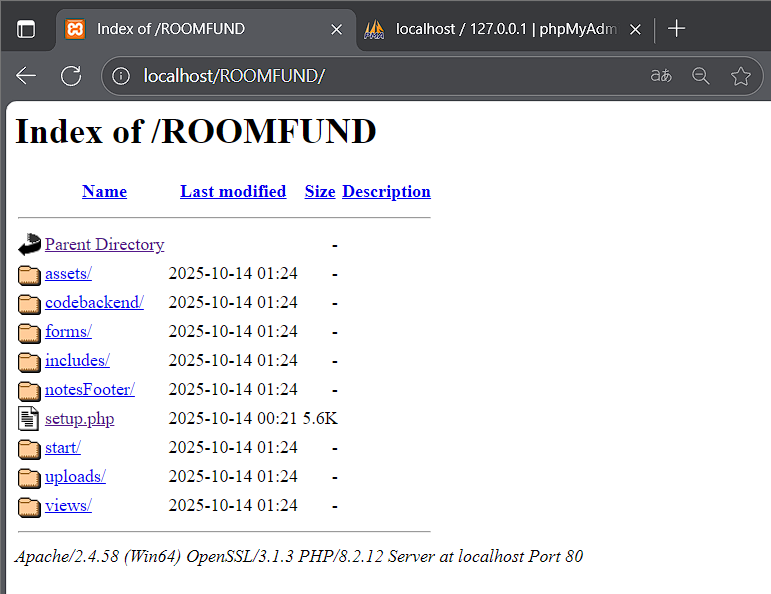 Index of /ROOMFUND
localhost / 127.0.0.1 | phpMyAdm
localhost/ROOMFUND/
aあ
Index of /ROOMFUND
Name Last modified Size Description
Parent Directory -
assets/ 2025-10-14 01:24 -
codebackend/ 2025-10-14 01:24 -
forms/ 2025-10-14 01:24 -
includes/ 2025-10-14 01:24 -
notesFooter/ 2025-10-14 01:24 -
setup.php 2025-10-14 00:21 5.6K
start/ 2025-10-14 01:24 -
uploads/ 2025-10-14 01:24 -
views/ 2025-10-14 01:24 -
Apache/2.4.58 (Win64) OpenSSL/3.1.3 PHP/8.2.12 Server at localhost Port 80